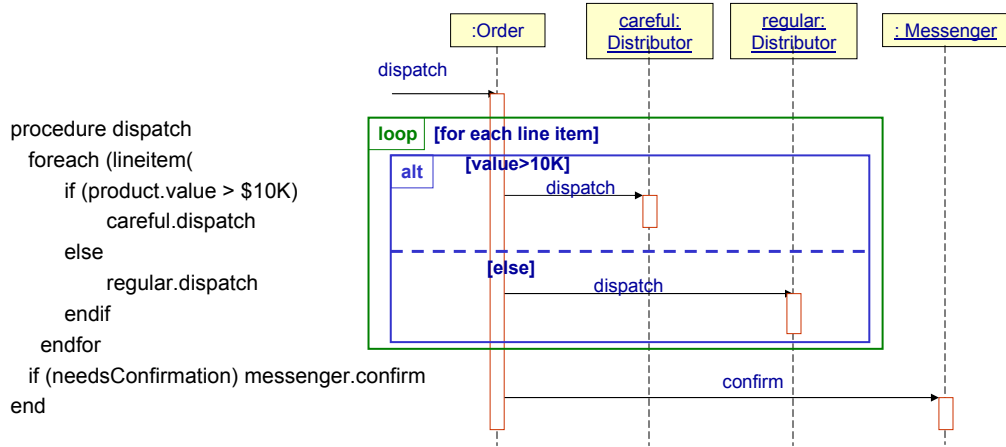 :Order
careful:
Distributor
regular:
Distributor
: Messenger
dispatch
procedure dispatch
foreach (lineitem(
if (product.value > $10K)
careful.dispatch
else
regular.dispatch
endif
endfor
if (needsConfirmation) messenger.confirm
end
loop [for each line item]
alt [value>10K]
dispatch
[else]
dispatch
confirm